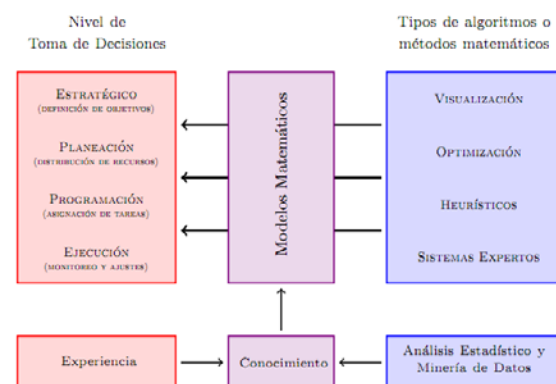 Nivel de
Toma de Decisiones
Tipos de algoritmos o
métodos matemáticos
Estratégico
(definición de objetivos)
Planeación
(distribución de recursos)
Programación
(asignación de tareas)
Ejecución
(monitoreo y ajustes)
Modelos Matemáticos
Visualización
Optimización
Heurísticos
Sistemas Expertos
Experiencia
Conocimiento
Análisis Estadístico y
Minería de Datos